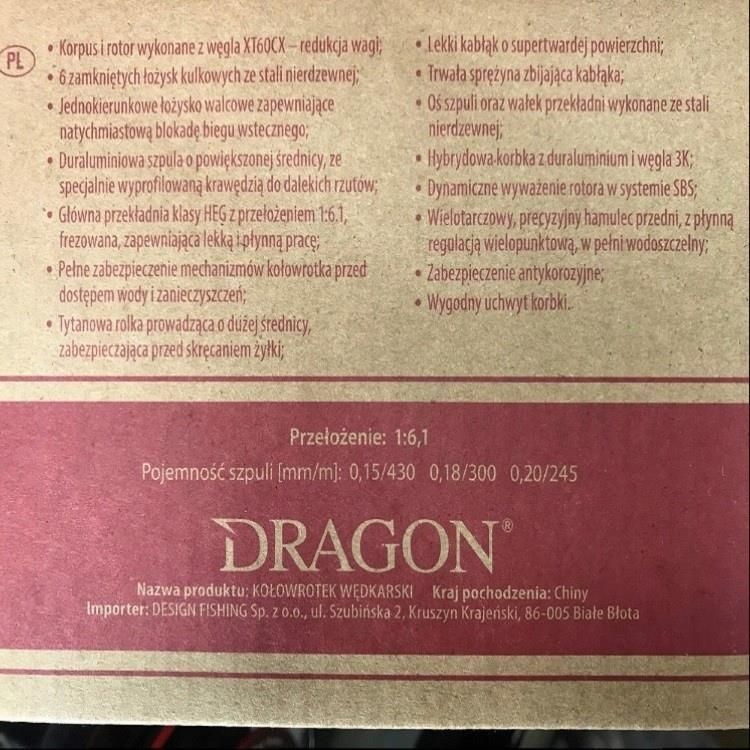 PL
• Korpus i rotor wykonane z węgla XT60CX – redukcja wagi;
• 6 zamkniętych łożysk kulkowych ze stali nierdzewnej;
• Jednokierunkowe łożysko walcowe zapewniające
natychmiastową blokadę biegu wstecznego;
• Duraluminiowa szpula o powiększonej średnicy, ze
specjalnie wyprofilowaną krawędzią do dalekich rzutów;
• Główna przekładnia klasy HEG z przełożeniem 1:6.1,
frezowana, zapewniająca lekką i płynną pracę;
• Pełne zabezpieczenie mechanizmów kołowrotka przed
dostępem wody i zanieczyszczeń;
• Tytanowa rolka prowadząca o dużej średnicy,
zabezpieczająca przed skręcaniem żyłki;
• Lekki kabłąk o supertwardej powierzchni;
• Trwała sprężyna zbijająca kabłąka;
• Oś szpuli oraz wałek przekładni wykonane ze stali
nierdzewnej;
• Hybrydowa korbka z duraluminium i węgla 3K;
• Dynamiczne wyważenie rotora w systemie SBS;
• Wielotarczowy, precyzyjny hamulec przedni, z płynną
regulacją wielopunktową, w pełni wodoszczelny;
• Zabezpieczenie antykorozyjne;
• Wygodny uchwyt korbki.
Przełożenie: 1:6,1
Pojemność szpuli [mm/m]: 0,15/430 0,18/300 0,20/245
DRAGON®
Nazwa produktu: KOŁOWROTEK WĘDKARSKI Kraj pochodzenia: Chiny
Importer: DESIGN FISHING Sp. z o.o., ul. Szubińska 2, Kruszyn Krajeński, 86-005 Białe Błota